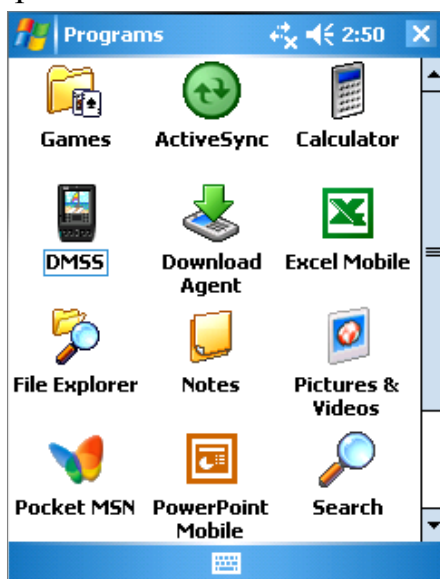 Programs 2:50
Games ActiveSync Calculator
DMSS Download Agent Excel Mobile
File Explorer Notes Pictures & Videos
Pocket MSN PowerPoint Mobile Search